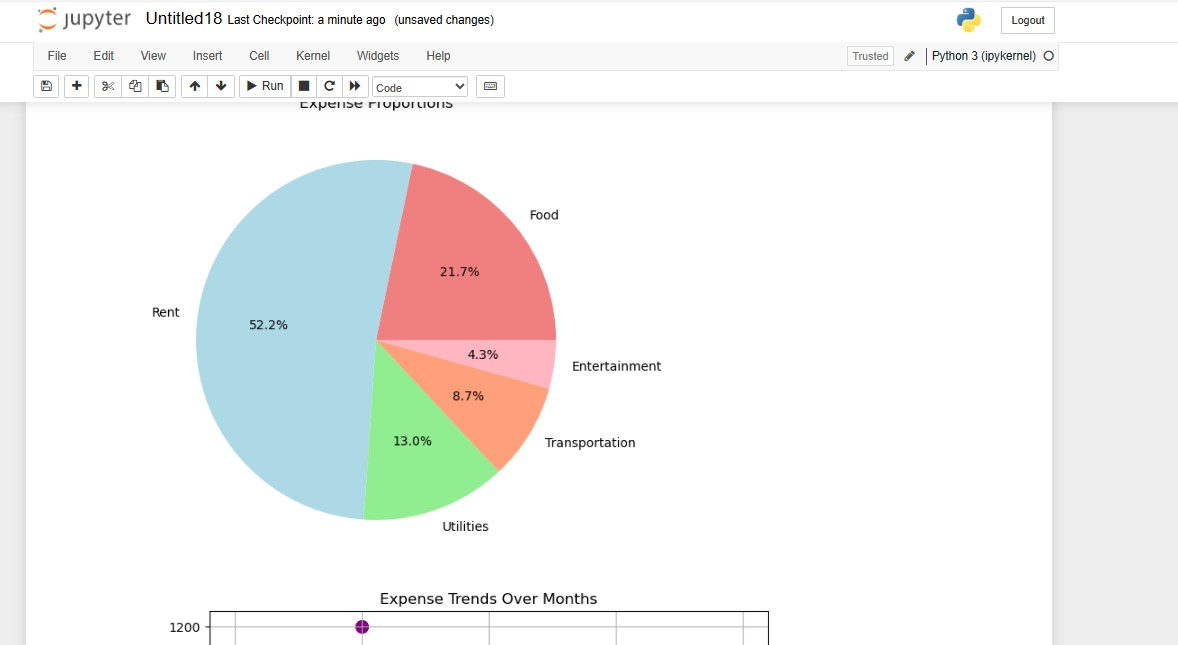 jupyter Untitled18 Last Checkpoint: a minute ago (unsaved changes)
Logout
File Edit View Insert Cell Kernel Widgets Help
Trusted
Python 3 (ipykernel)
Run
Code
Expense Proportions
Food
21.7%
Rent
52.2%
4.3%
Entertainment
8.7%
13.0%
Transportation
Utilities
Expense Trends Over Months
1200